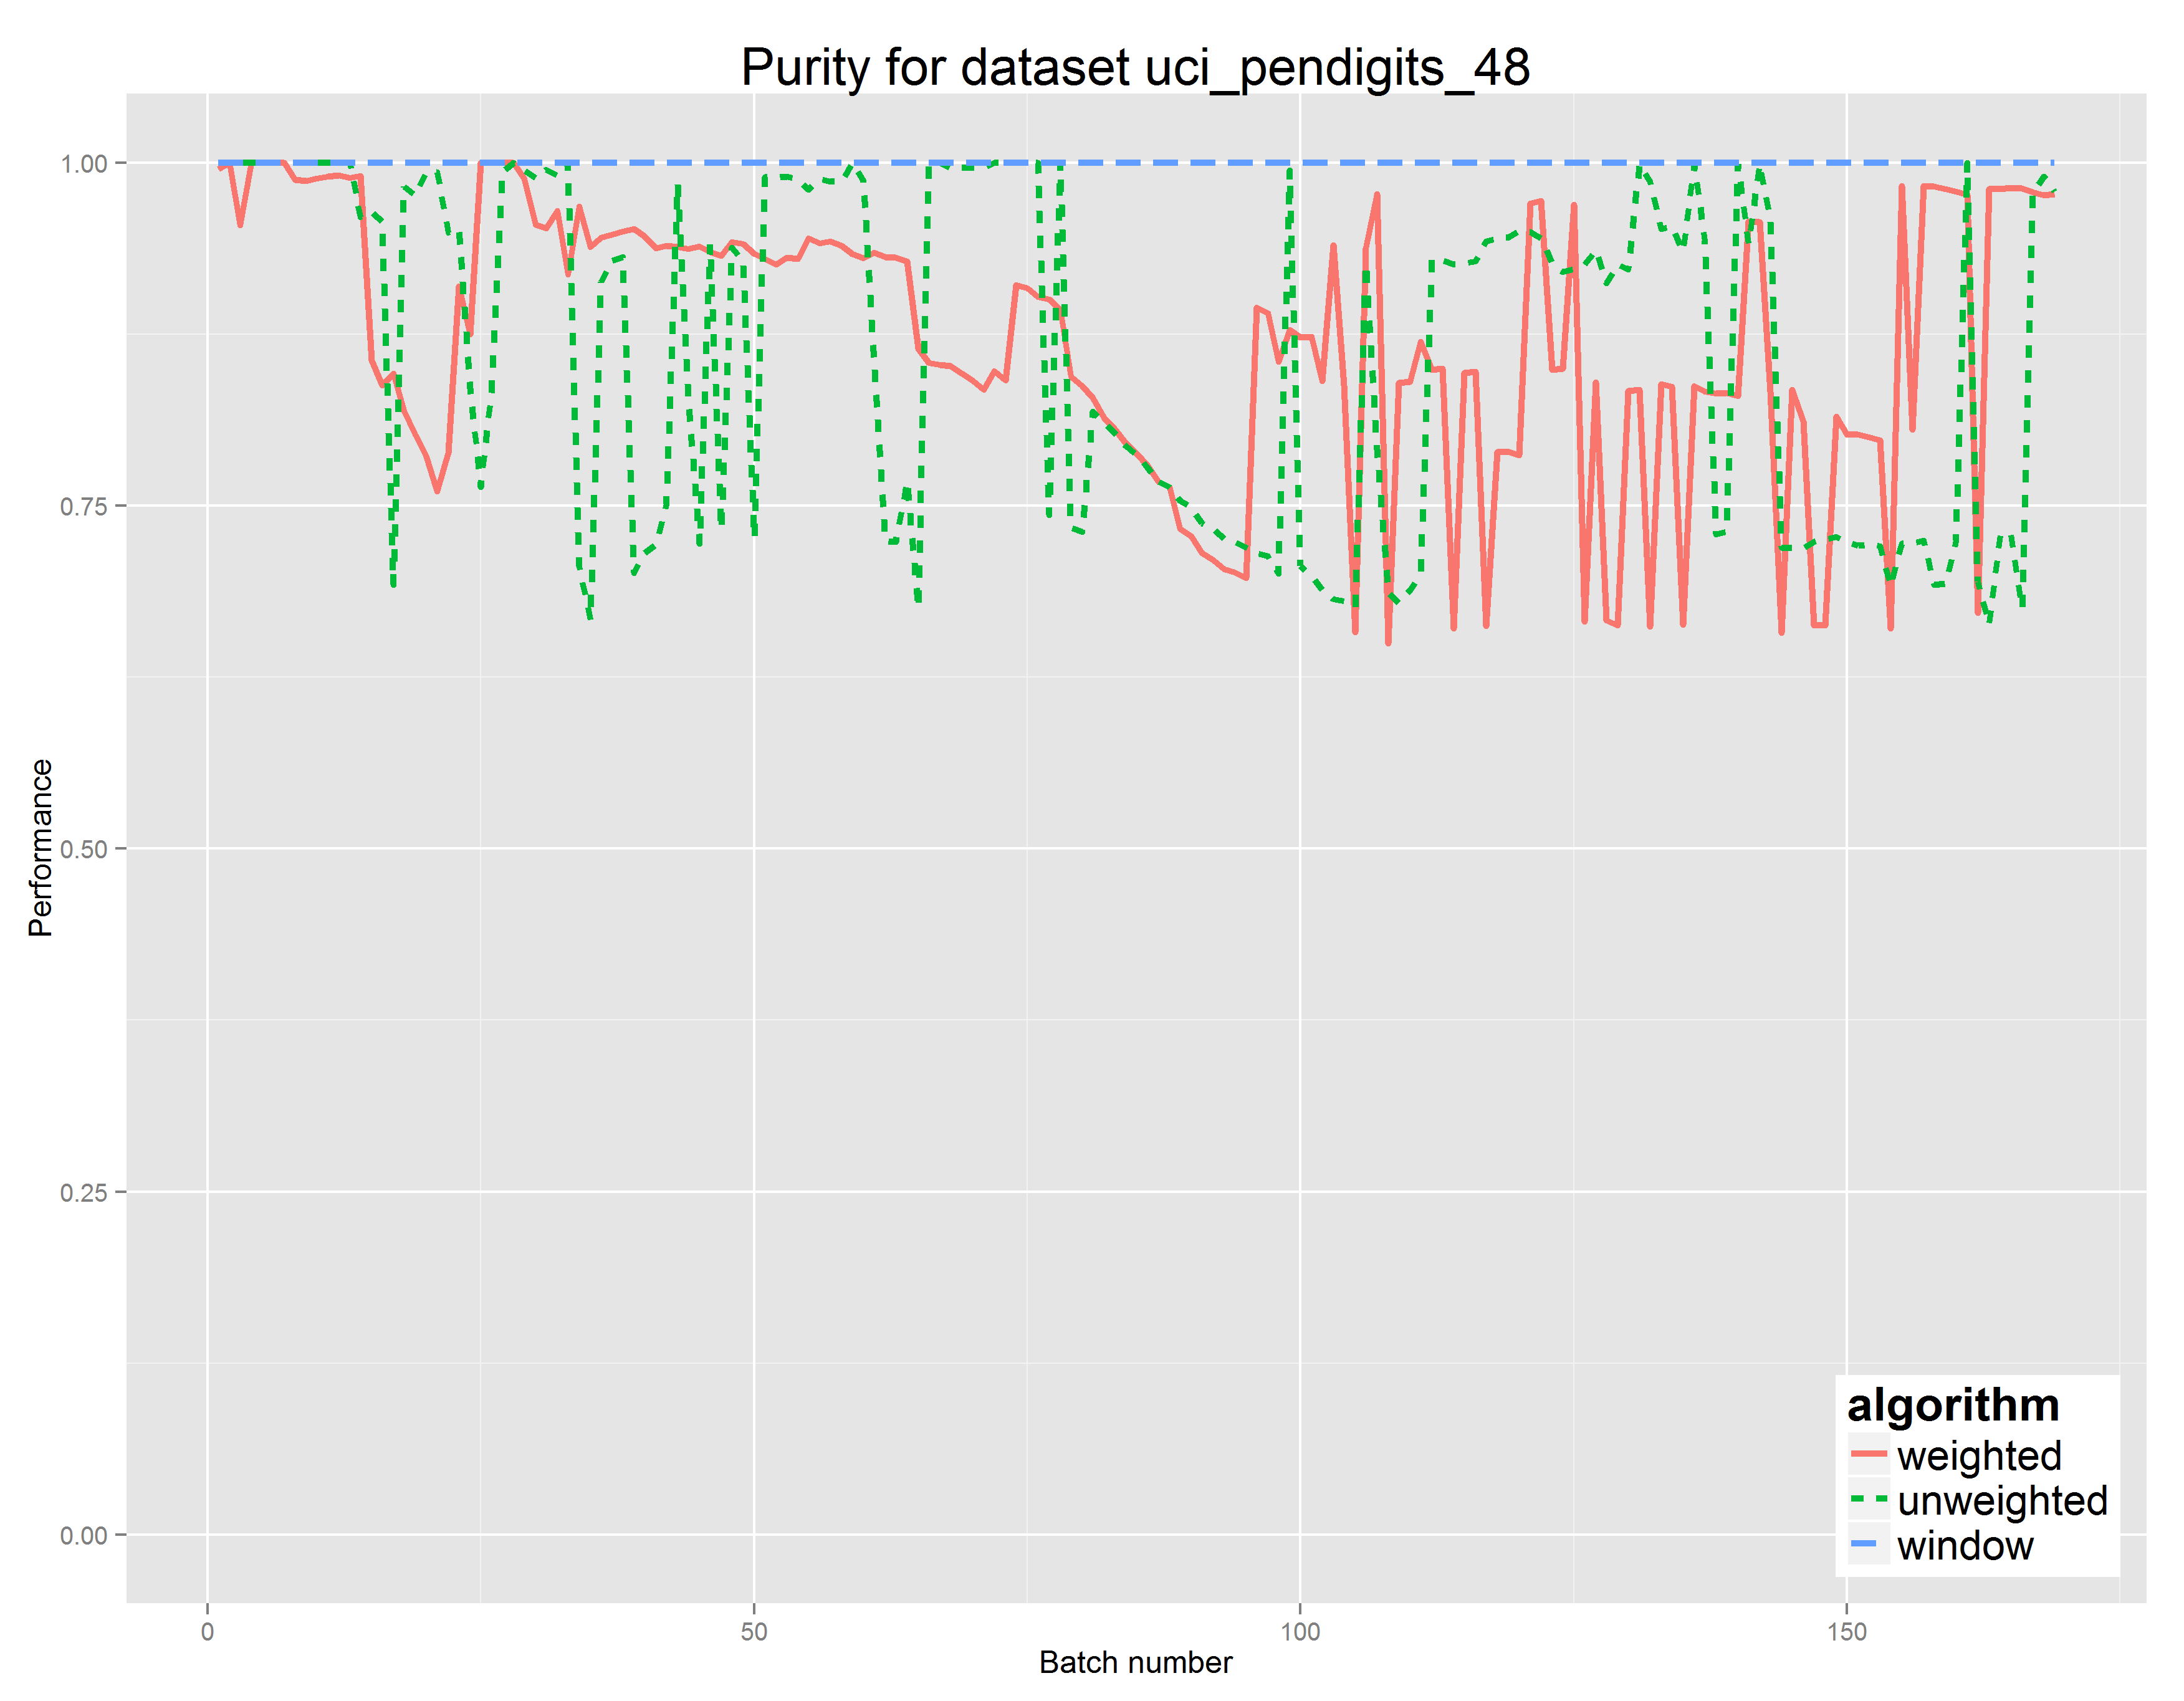 Purity for dataset uci_pendigits_48
1.00
0.75
0.50
0.25
0.00
Performance
0
50
100
150
Batch number
algorithm
weighted
unweighted
window